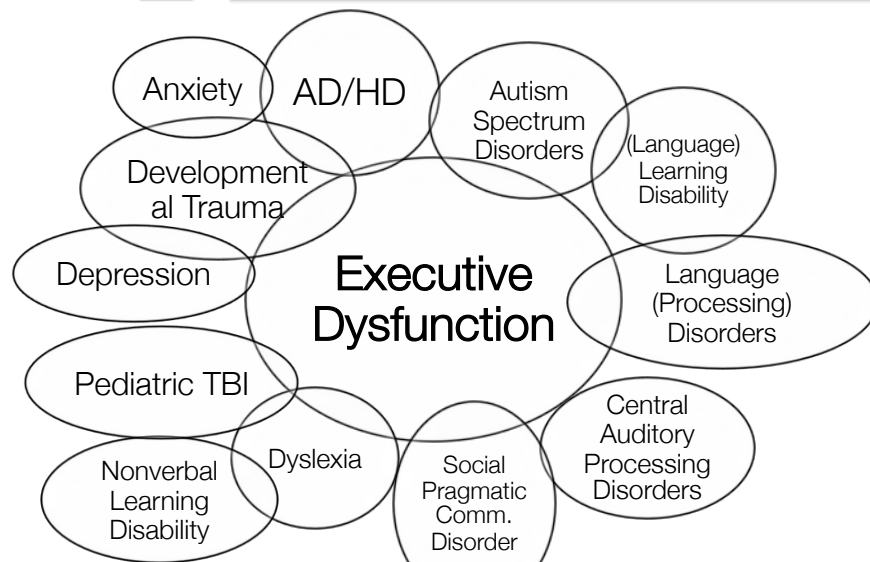 Anxiety
AD/HD
Autism
Spectrum
Disorders
(Language)
Learning
Disability
Development
al Trauma
Depression
Executive
Dysfunction
Language
(Processing)
Disorders
Pediatric TBI
Central
Auditory
Processing
Disorders
Dyslexia
Social
Pragmatic
Comm.
Disorder
Nonverbal
Learning
Disability